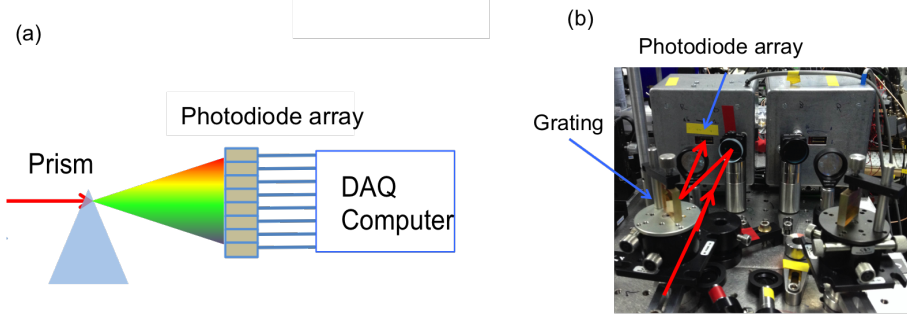 (a)
Photodiode array
Prism
DAQ
Computer
(b)
Photodiode array
Grating